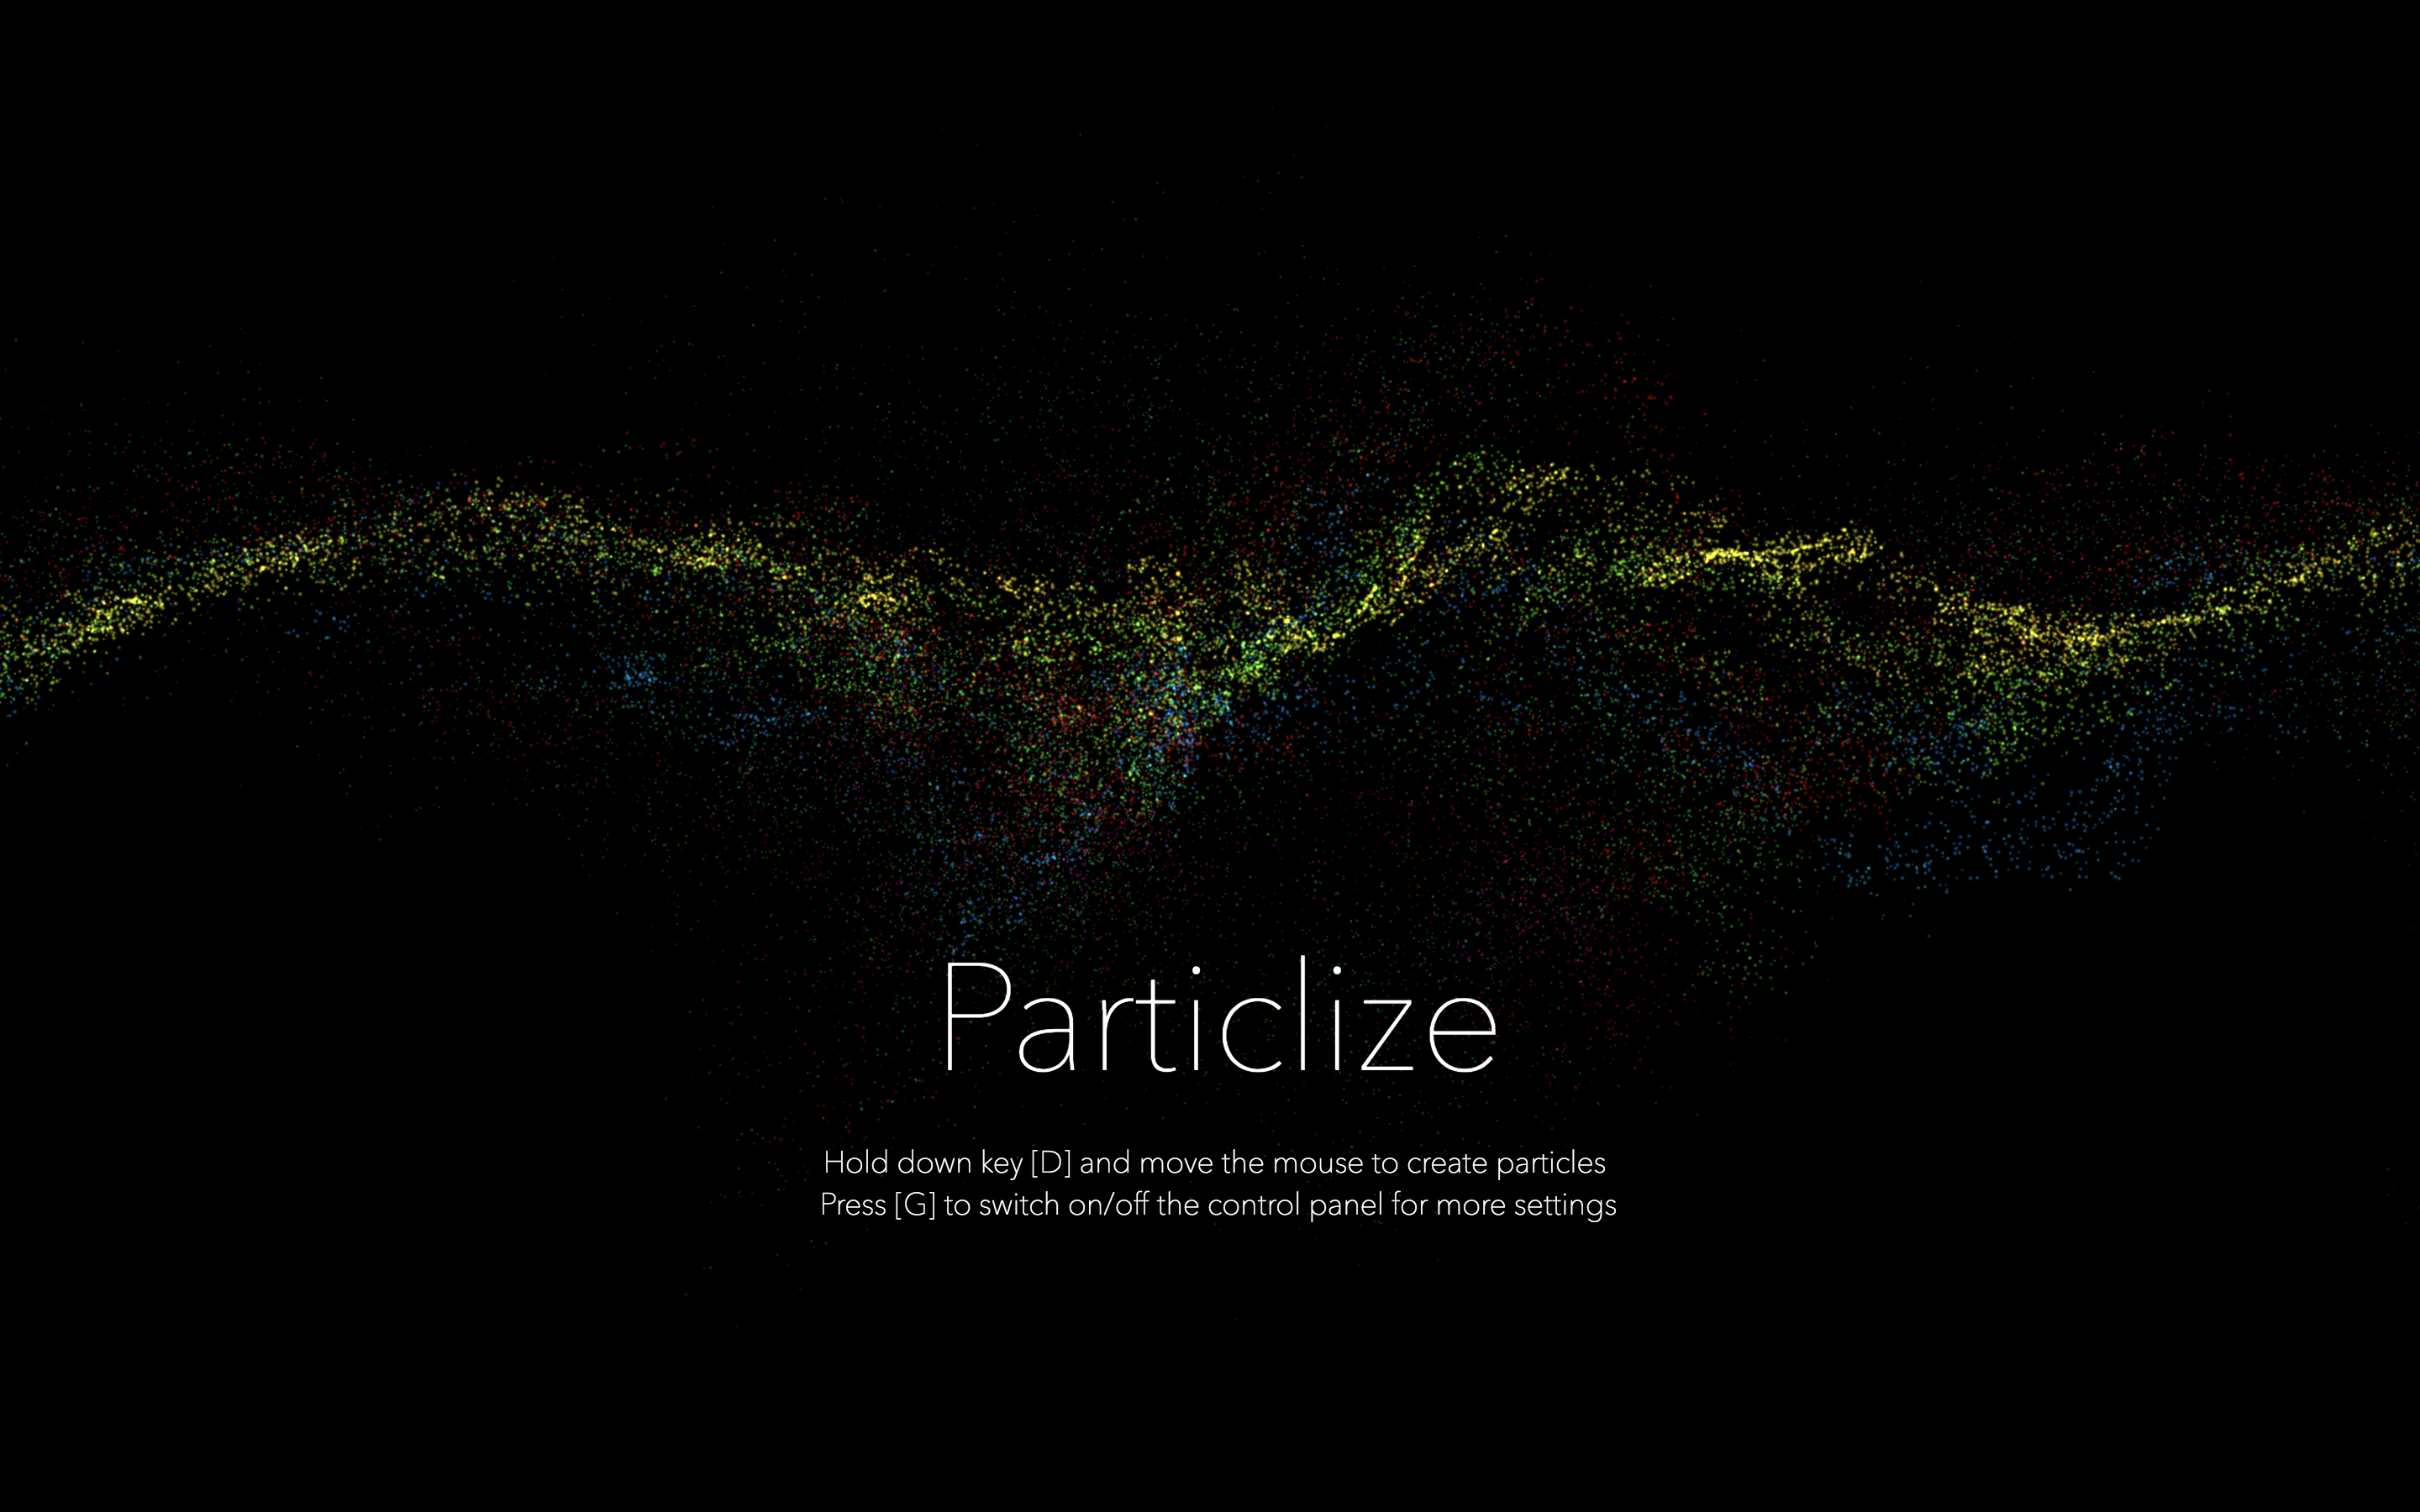 Particlize
Hold down key [D] and move the mouse to create particles
Press [G] to switch on/off the control panel for more settings